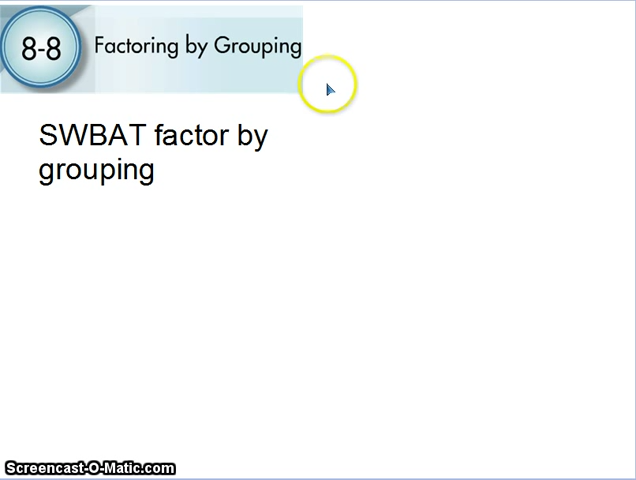 8-8 Factoring by Grouping
SWBAT factor by
grouping
Screencast-O-Matic.com